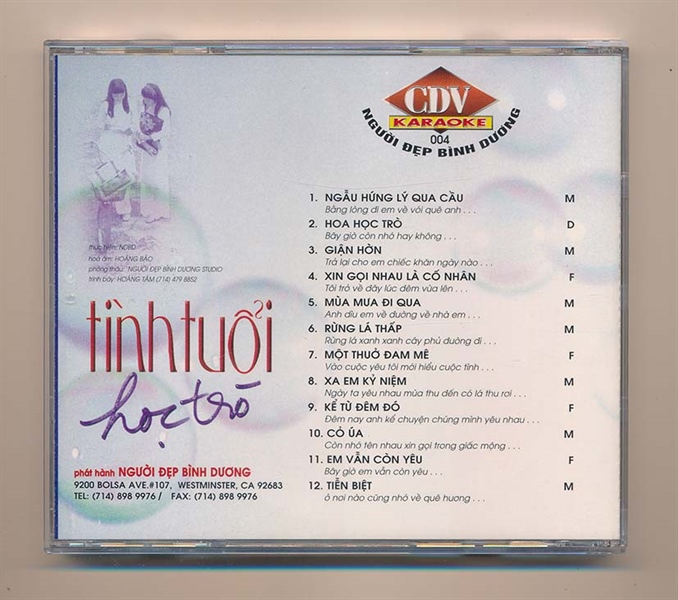 CDV
KARAOKE
004
NGƯỜI ĐẸP BÌNH DƯƠNG
thực hiện: NDBD
hoà âm: HOÀNG BẢO
phòng thâu: NGƯỜI ĐẸP BÌNH DƯƠNG STUDIO
trình bày: HOÀNG TÂM (714) 479 8852
tình tuổi
học trò
phát hành NGƯỜI ĐẸP BÌNH DƯƠNG
9200 BOLSA AVE.#107, WESTMINSTER, CA 92683
TEL: (714) 898 9976 / FAX: (714) 898 9976
1. NGẪU HỨNG LÝ QUA CẦU M
Bằng lòng đi em về với quê anh . . .
2. HOA HỌC TRÒ D
Bây giờ còn nhớ hay không . . .
3. GIẬN HỜN M
Trả lại cho em chiếc khăn ngày nào . . .
4. XIN GỌI NHAU LÀ CỐ NHÂN F
Tôi trở về đây lúc đêm vừa lên . . .
5. MÙA MƯA ĐI QUA M
Anh dìu em về đường về nhà em . . .
6. RỪNG LÁ THẤP M
Rừng lá xanh xanh cây phủ đường đi . . .
7. MỘT THUỞ ĐAM MÊ F
Vào cuộc yêu tôi mới hiểu cuộc tình . . .
8. XA EM KỶ NIỆM M
Ngày ta yêu nhau mùa thu đến có lá thu rơi . . .
9. KỂ TỪ ĐÊM ĐÓ F
Đêm nay anh kể chuyện chúng mình yêu nhau . . .
10. CỎ ÚA M
Còn nhớ tên nhau xin gọi trong giấc mộng . . .
11. EM VẪN CÒN YÊU F
Bây giờ em vẫn còn yêu . . .
12. TIỄN BIỆT M
ở nơi nào cũng nhớ về quê hương . . .